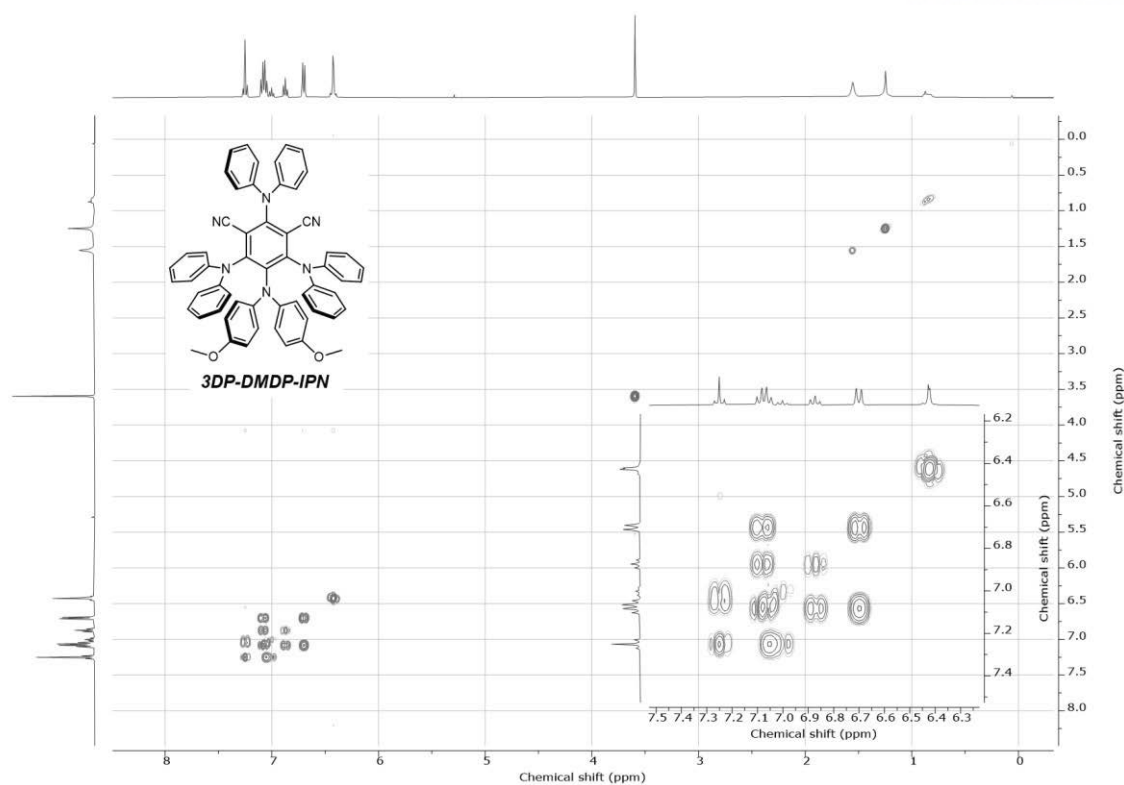 N
NC
CN
N
N
N
O
O
3DP-DMDP-IPN
0.0
0.5
1.0
1.5
2.0
2.5
3.0
3.5
4.0
4.5
5.0
5.5
6.0
6.5
7.0
7.5
8.0
Chemical shift (ppm)
6.2
6.4
6.6
6.8
7.0
7.2
7.4
Chemical shift (ppm)
7.5 7.4 7.3 7.2 7.1 7.0 6.9 6.8 6.7 6.6 6.5 6.4 6.3
Chemical shift (ppm)
8 7 6 5 4 3 2 1 0
Chemical shift (ppm)